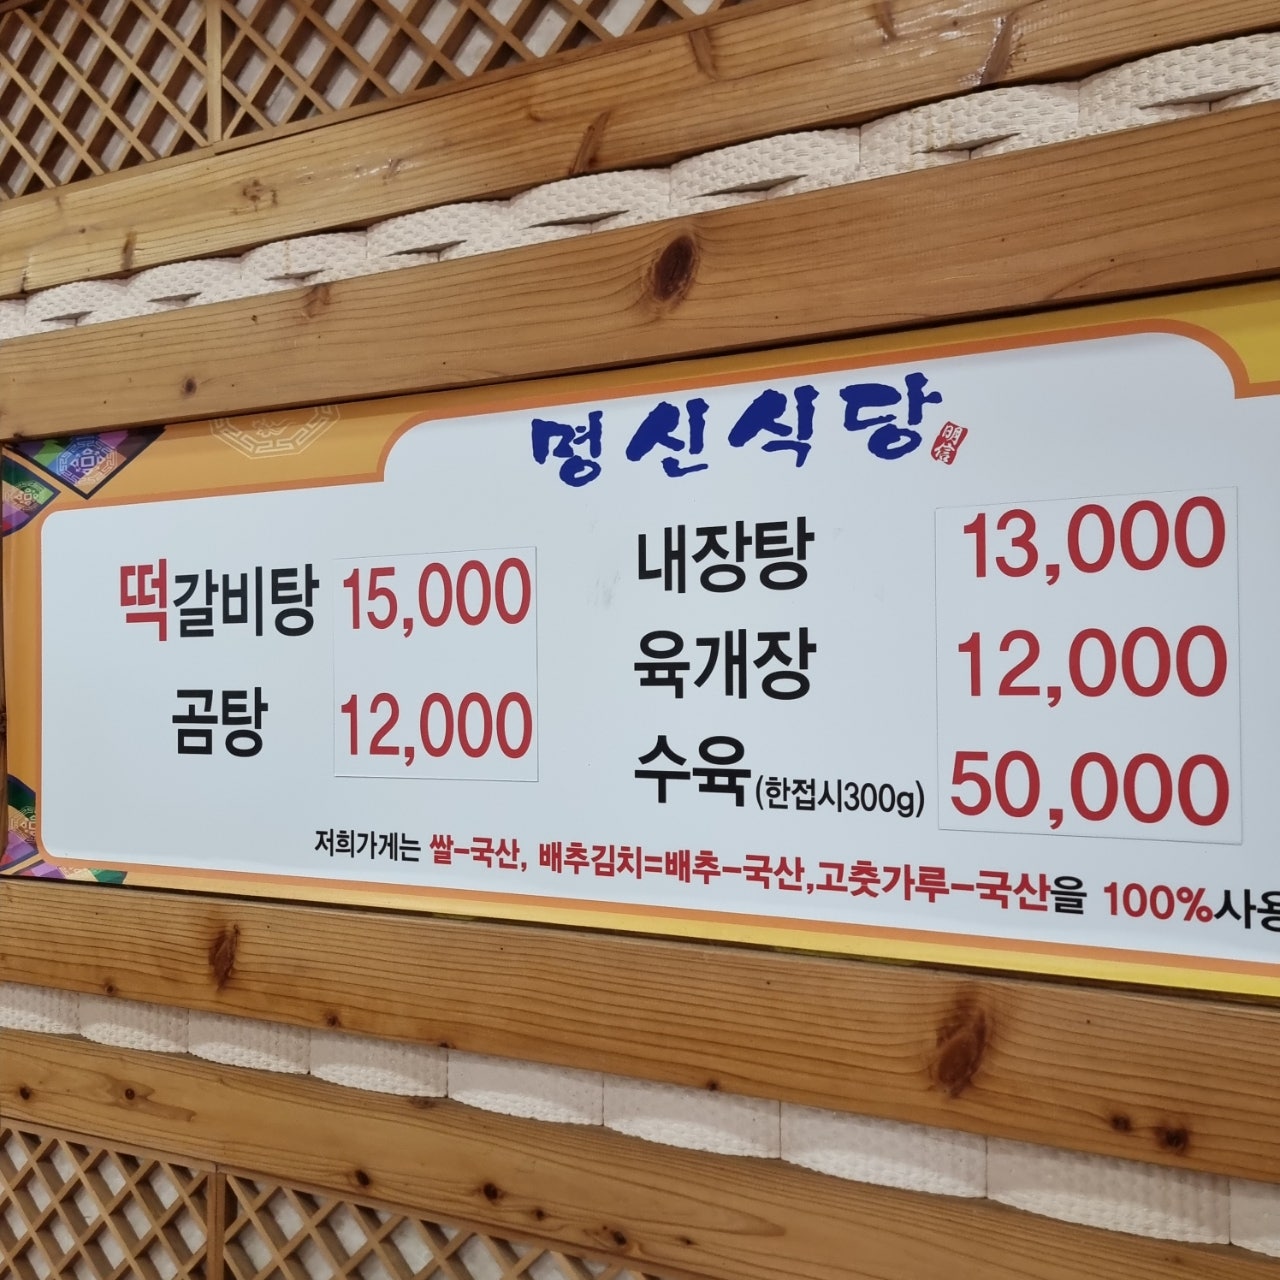 명신식당
明信
떡갈비탕 15,000
곰탕 12,000
내장탕 13,000
육개장 12,000
수육(한접시300g) 50,000
저희가게는 쌀-국산, 배추김치=배추-국산,고춧가루-국산을 100%사용